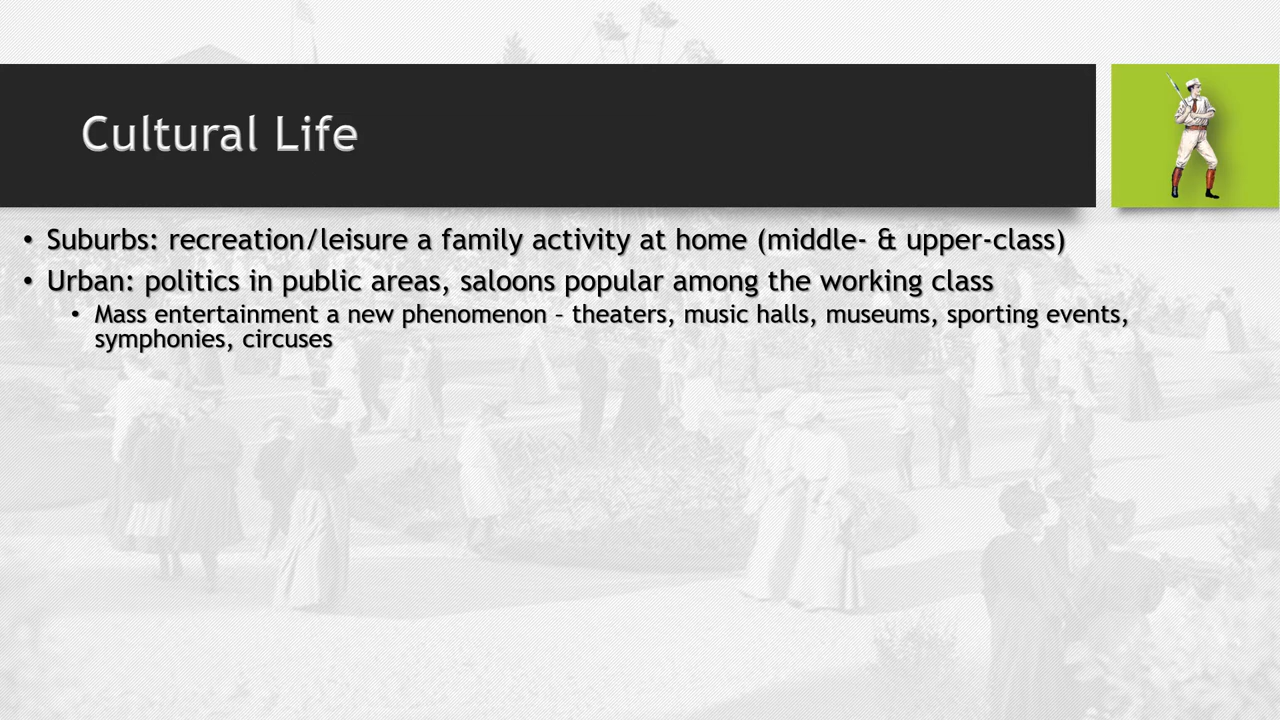 Cultural Life
• Suburbs: recreation/leisure a family activity at home (middle- & upper-class)
• Urban: politics in public areas, saloons popular among the working class
• Mass entertainment a new phenomenon – theaters, music halls, museums, sporting events,
symphonies, circuses